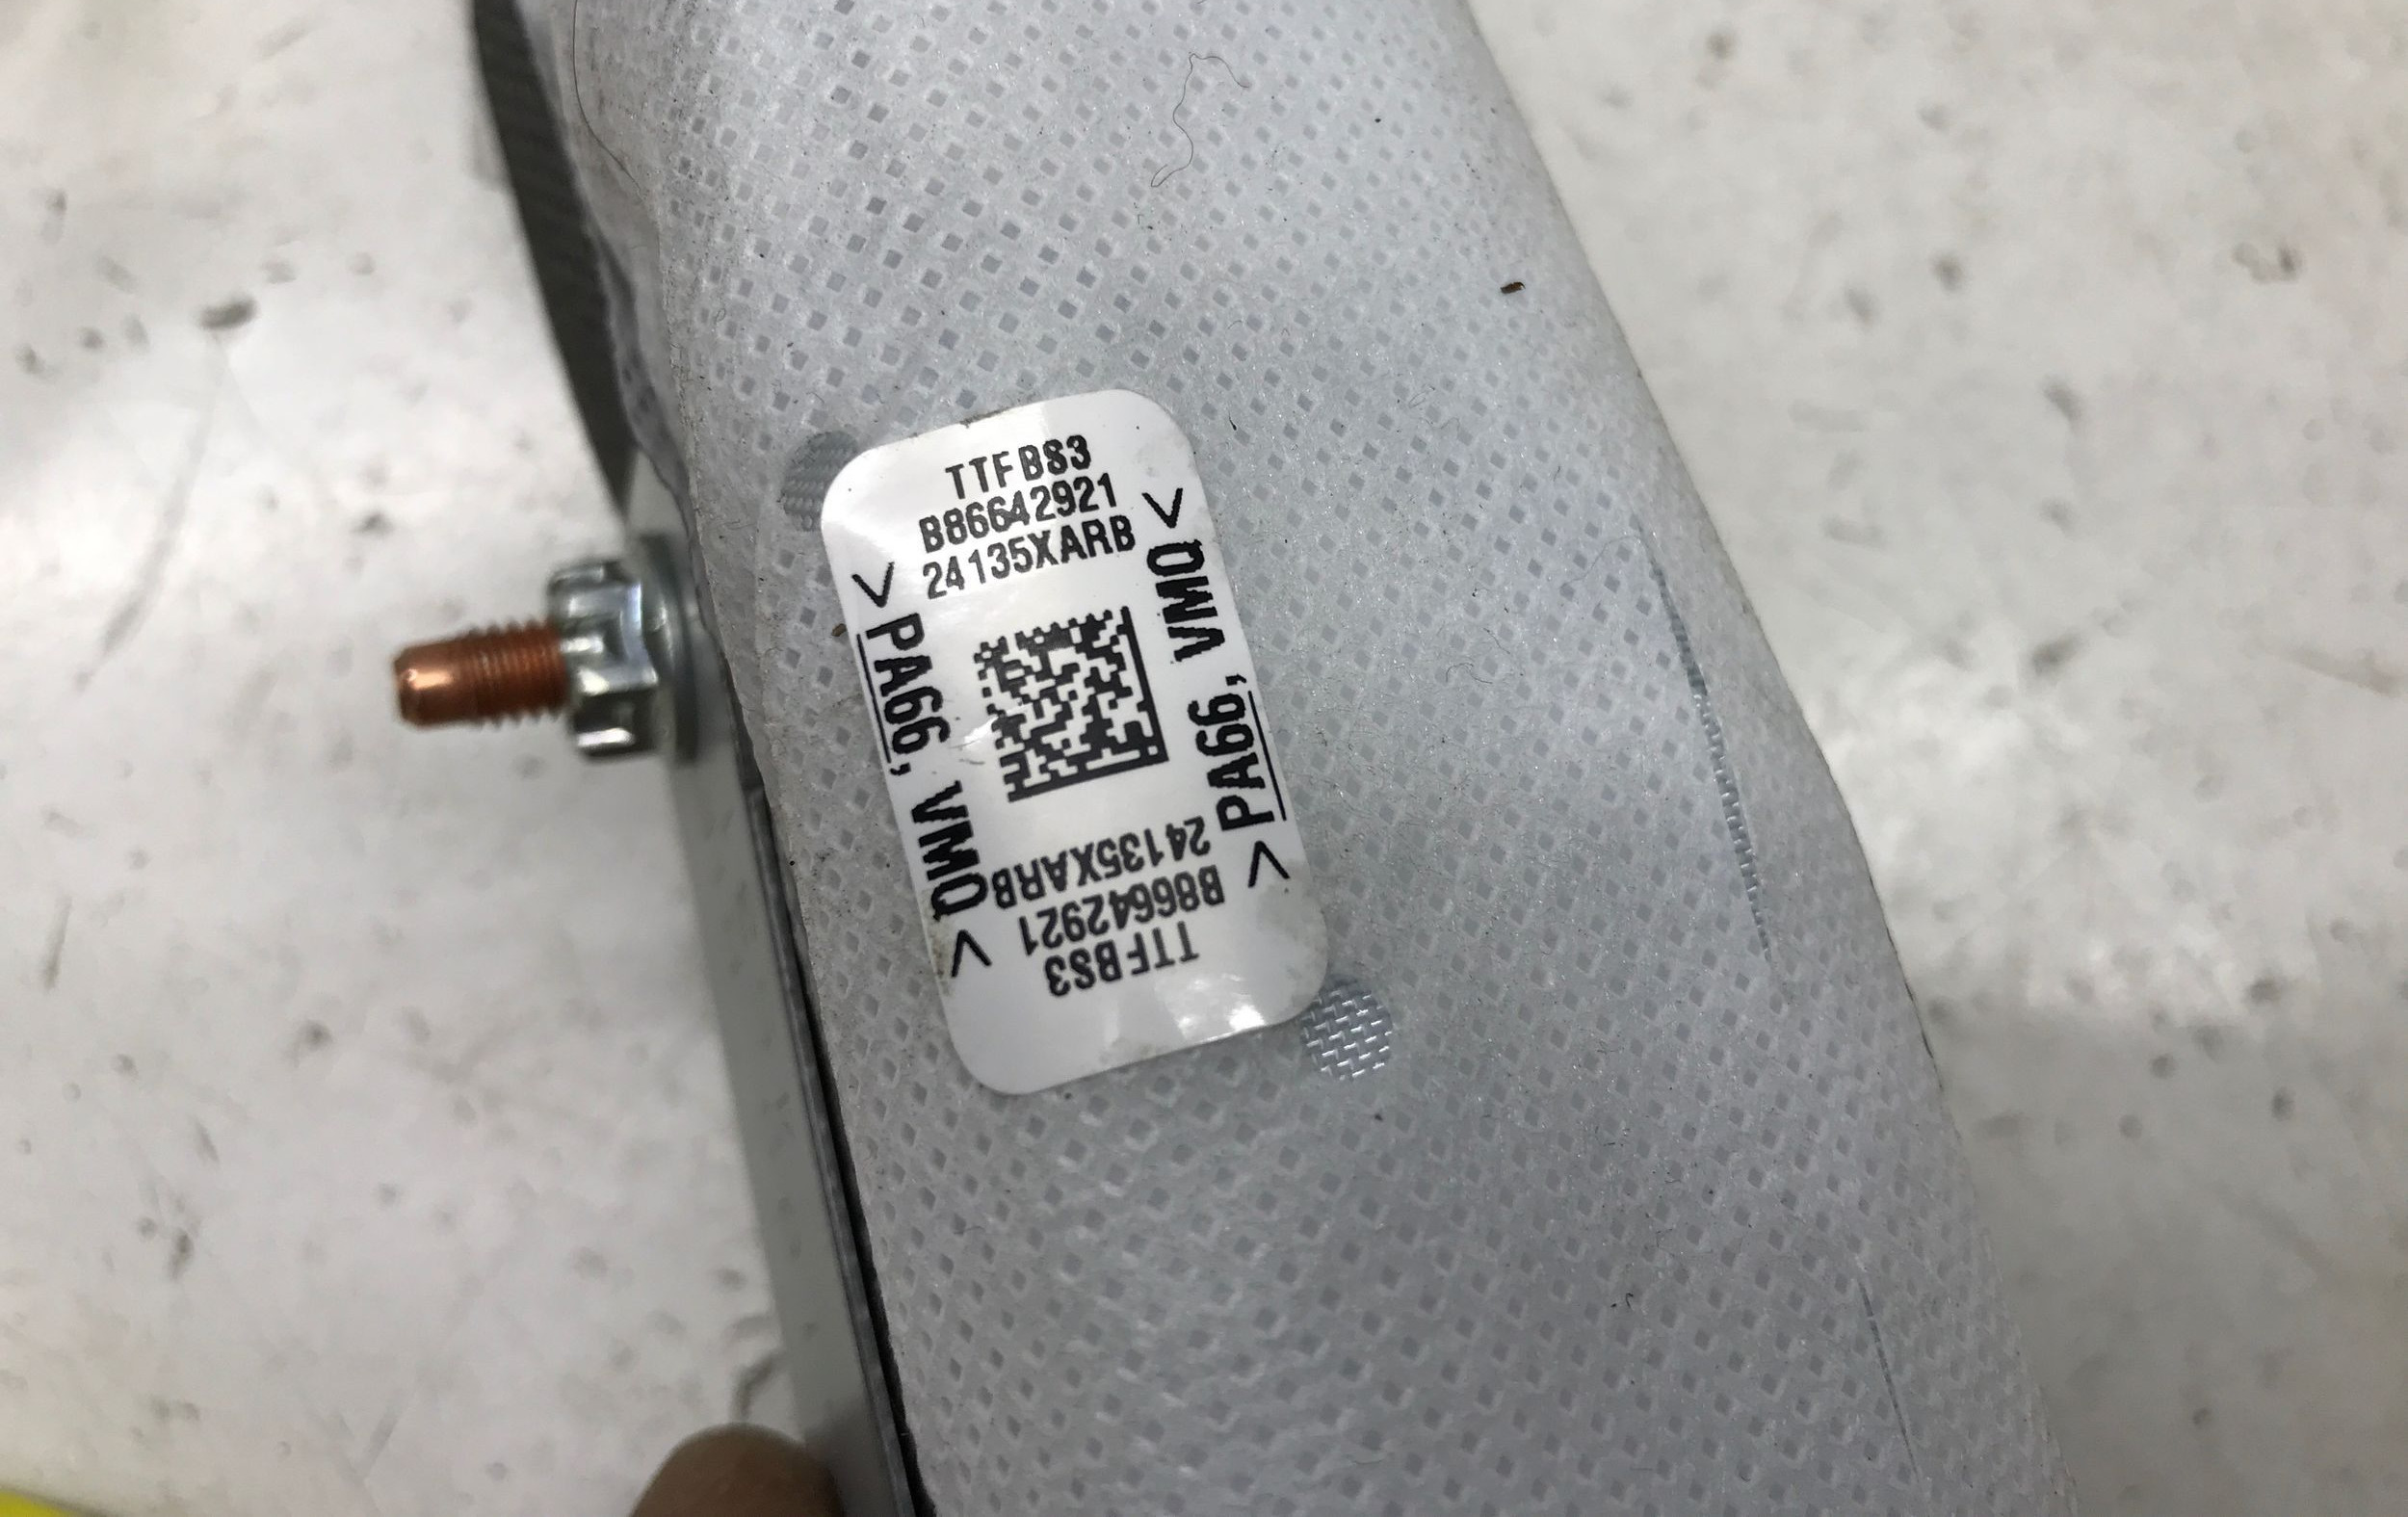 TTFBS3
B86642921
24135XARB
>PA66, VMQ<
>PA66, VMQ<
24135XARB
B86642921
TTFBS3